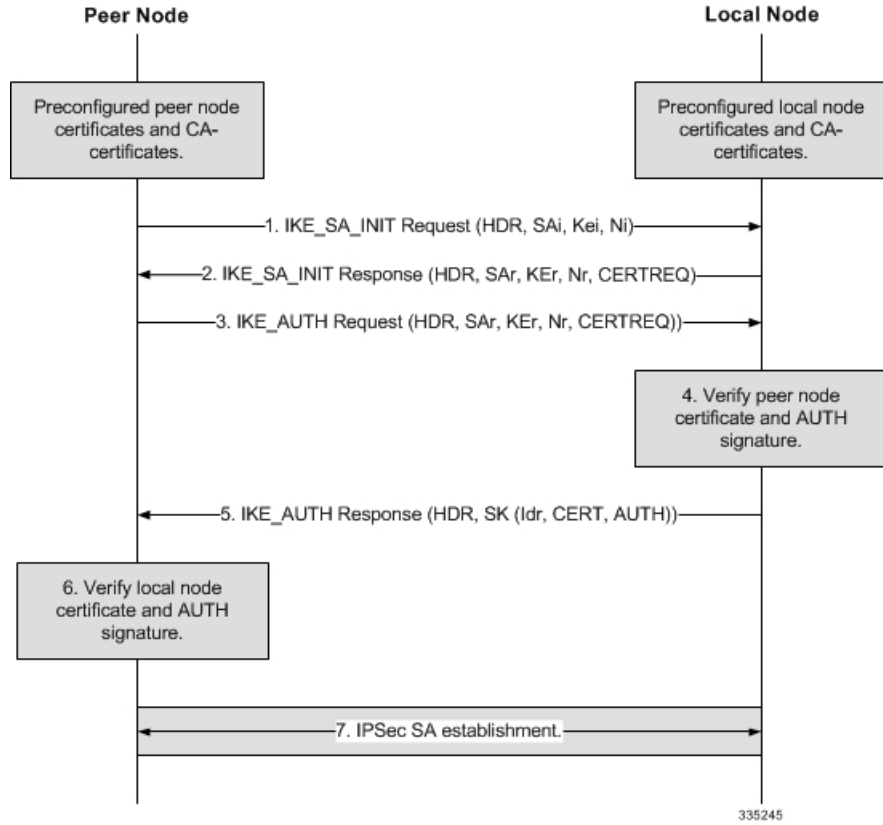 Peer Node
Local Node
Preconfigured peer node
certificates and CA-
certificates.
Preconfigured local node
certificates and CA-
certificates.
1. IKE_SA_INIT Request (HDR, SAi, Kei, Ni)
2. IKE_SA_INIT Response (HDR, SAr, KEr, Nr, CERTREQ)
3. IKE_AUTH Request (HDR, SAr, KEr, Nr, CERTREQ))
4. Verify peer node
certificate and AUTH
signature.
5. IKE_AUTH Response (HDR, SK (Idr, CERT, AUTH))
6. Verify local node
certificate and AUTH
signature.
7. IPSec SA establishment.
335245